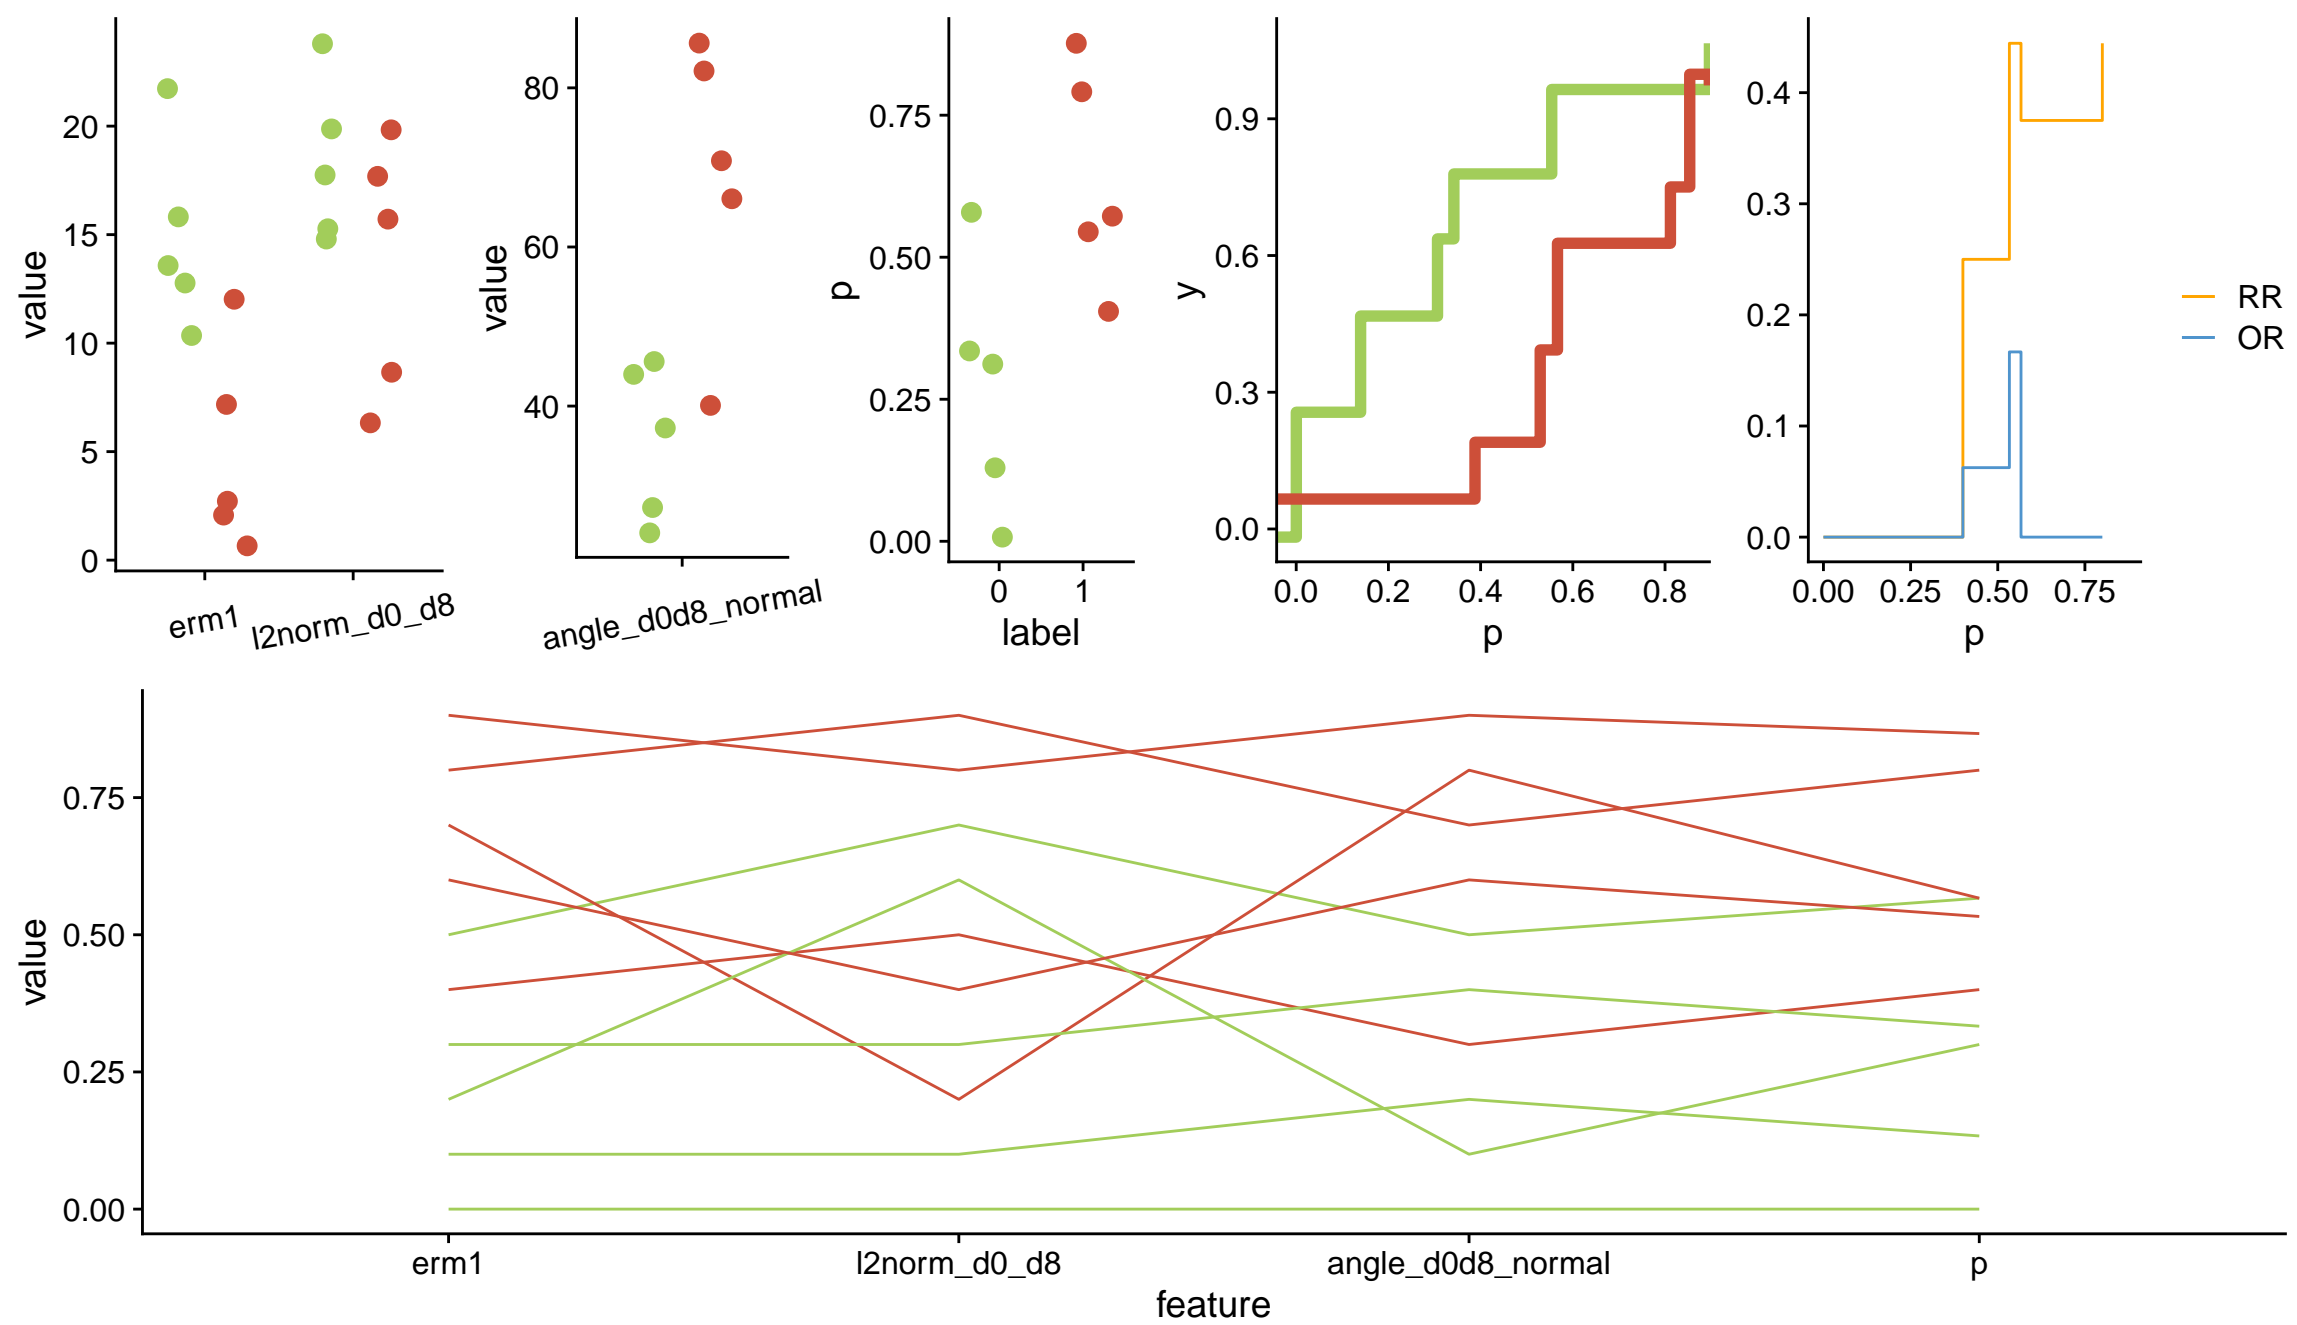 value
20
15
10
5
0
erm1
l2norm_d0_d8
value
80
60
40
angle_d0d8_normal
p
0.75
0.50
0.25
0.00
0 1
label
y
0.9
0.6
0.3
0.0
0.0 0.2 0.4 0.6 0.8
p
0.4
0.3
0.2
0.1
0.0
0.00 0.25 0.50 0.75
p
RR
OR
value
0.75
0.50
0.25
0.00
erm1 l2norm_d0_d8 angle_d0d8_normal p
feature